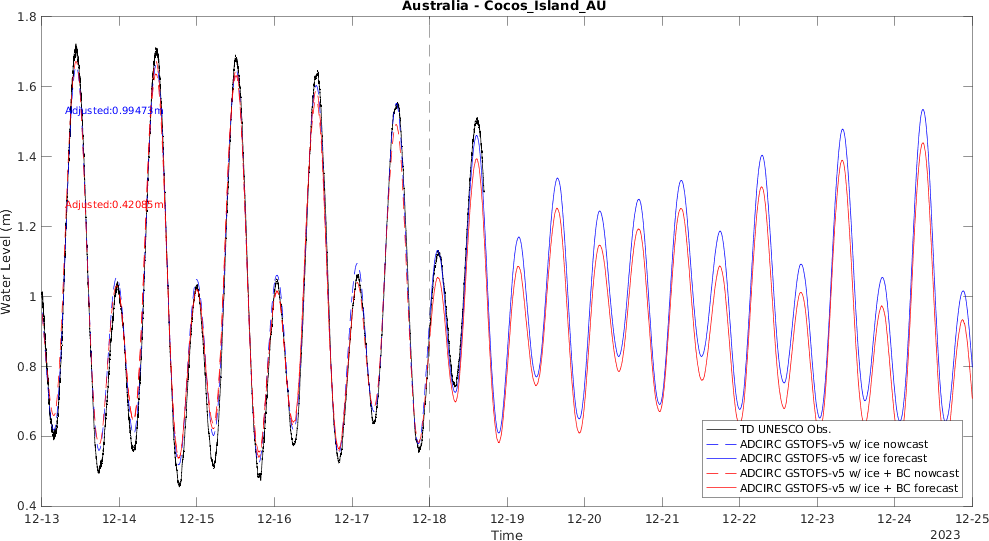 Australia - Cocos_Island_AU
1.8
1.6
1.4
1.2
1
0.8
0.6
0.4
Water Level (m)
Adjusted:0.99473m
Adjusted:0.42085m
TD UNESCO Obs.
ADCIRC GSTOFS-v5 w/ ice nowcast
ADCIRC GSTOFS-v5 w/ ice forecast
ADCIRC GSTOFS-v5 w/ ice + BC nowcast
ADCIRC GSTOFS-v5 w/ ice + BC forecast
12-13 12-14 12-15 12-16 12-17 12-18 12-19 12-20 12-21 12-22 12-23 12-24 12-25
Time
2023